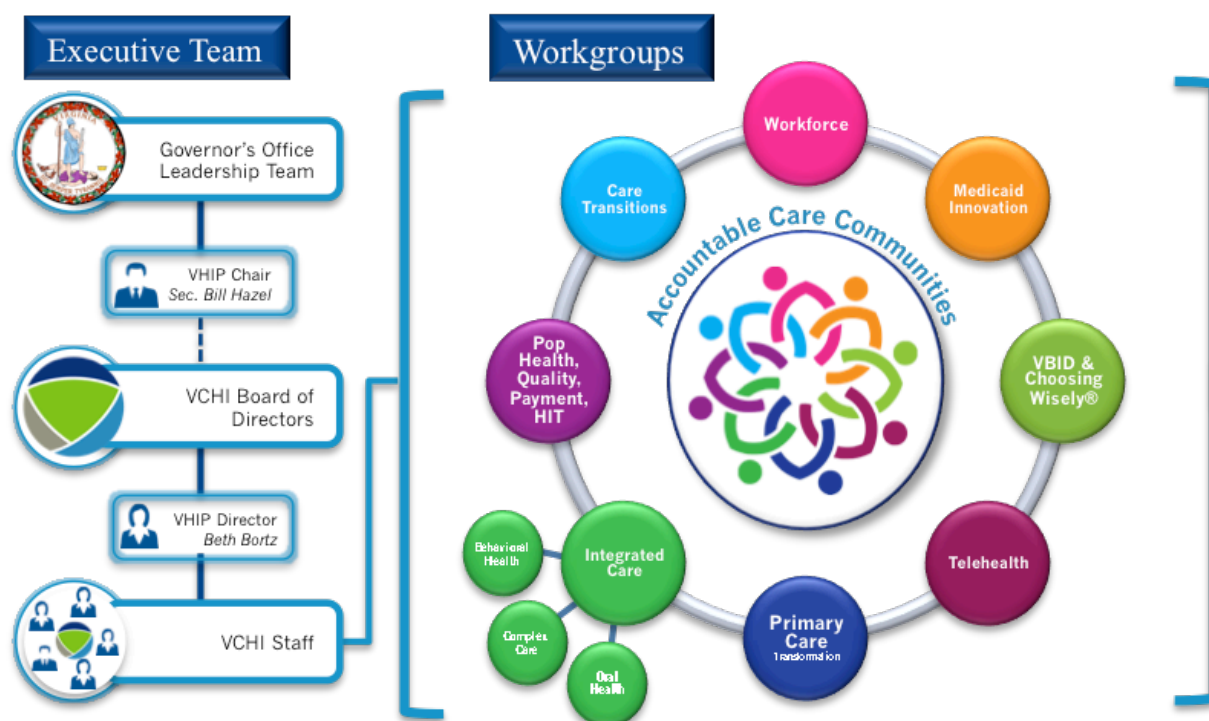 Executive Team
Governor's Office
Leadership Team
VHIP Chair
Sec. Bill Hazel
VCHI Board of
Directors
VHIP Director
Beth Bortz
VCHI Staff
Workgroups
Workforce
Care
Transitions
Medicaid
Innovation
Accountable Care Communities
Pop
Health,
Quality,
Payment,
HIT
VBID &
Choosing
Wisely®
Integrated
Care
Behavioral
Health
Complex
Care
Oral
Health
Primary
Care
Transformation
Telehealth